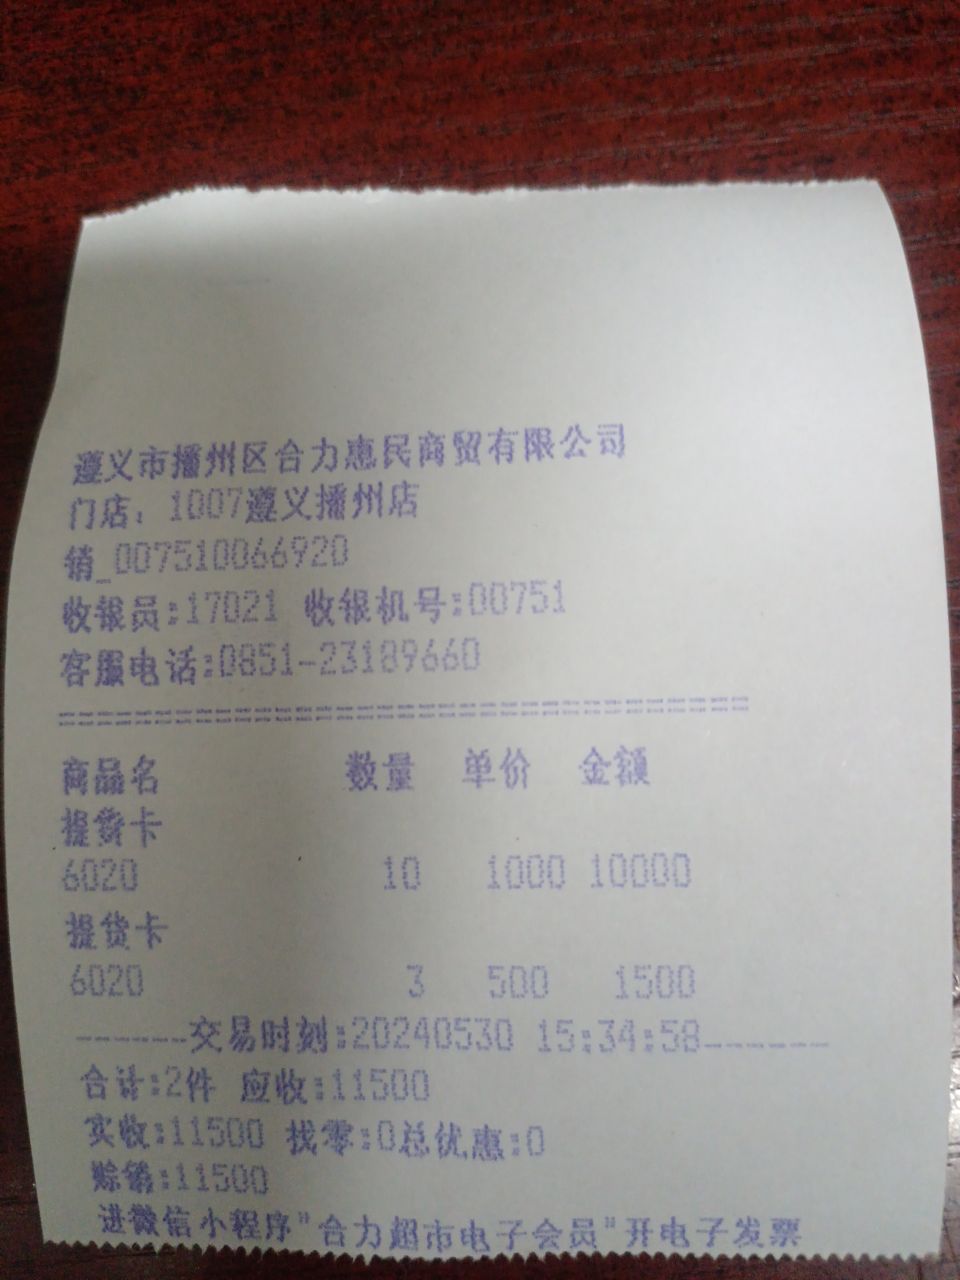 遵义市播州区合力惠民商贸有限公司
门店：1007遵义播州店
销_007510066920
收银员:17021 收银机号:00751
客服电话:0851-23189660
================================
商品名 数量 单价 金额
提货卡
6020 10 1000 10000
提货卡
6020 3 500 1500
------交易时刻:20240530 15:34:58------
合计:2件 应收:11500
实收:11500 找零:0总优惠:0
赊销:11500
进微信小程序"合力超市电子会员"开电子发票